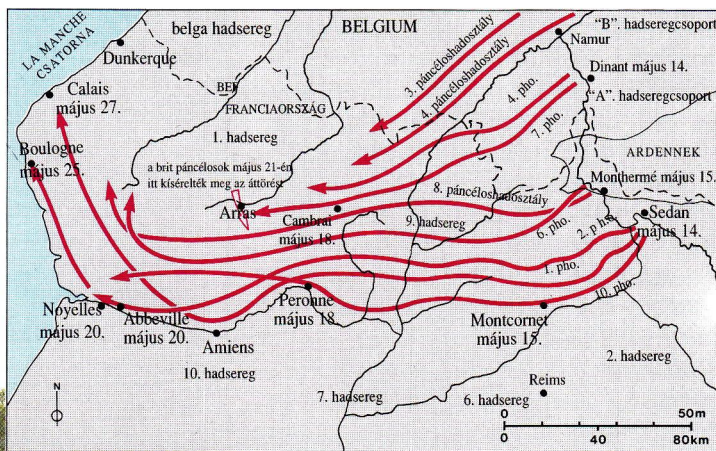 LA MANCHE
CSATORNA
belga hadsereg
BELGIUM
"B". hadseregcsoport
Namur
Dunkerque
3. páncéloshadosztály
4. páncéloshadosztály
Dinant május 14.
"A". hadseregcsoport
Calais
május 27.
BEF
FRANCIAORSZÁG
4. pho.
7. pho.
1. hadsereg
Boulogne
május 25.
a brit páncélosok május 21-én
itt kísérelték meg az áttörést
ARDENNEK
Monthermé május 15.
8. páncéloshadosztály
Arras
Cambrai
május 18.
9. hadsereg
6. pho.
2. pho.
Sedan
május 14.
1. pho.
10. pho.
Noyelles
május 20.
Abbeville
május 20.
Peronne
május 18.
Montcornet
május 15.
Amiens
10. hadsereg
2. hadsereg
7. hadsereg
6. hadsereg
Reims
N
0 50m
0 40 80km